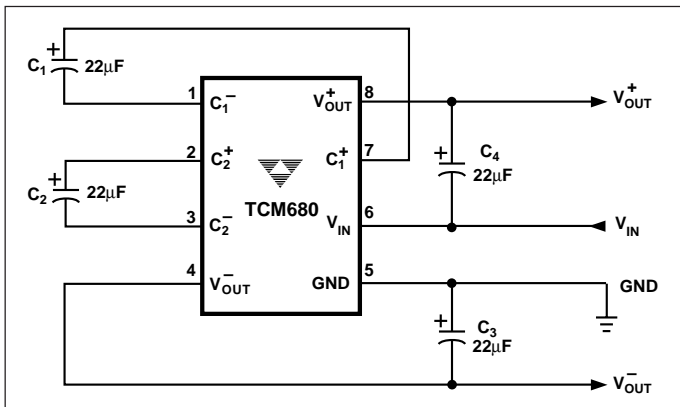 +
C1 22µF
1 C1− V+OUT 8 V+OUT
2 C2+ C1+ 7 + C4
+ 22µF
C2 22µF TCM680
3 C2− VIN 6 VIN
4 V−OUT GND 5 GND
+ C3
22µF
V−OUT